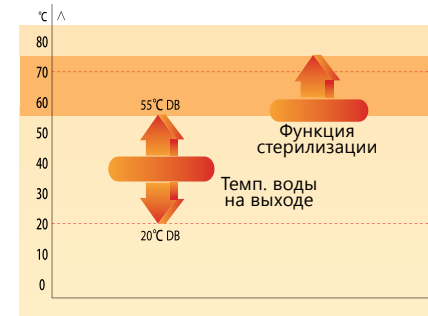 ℃
80
70
60
50
40
30
20
10
0
55℃ DB
Функция
стерилизации
Темп. воды
на выходе
20℃ DB